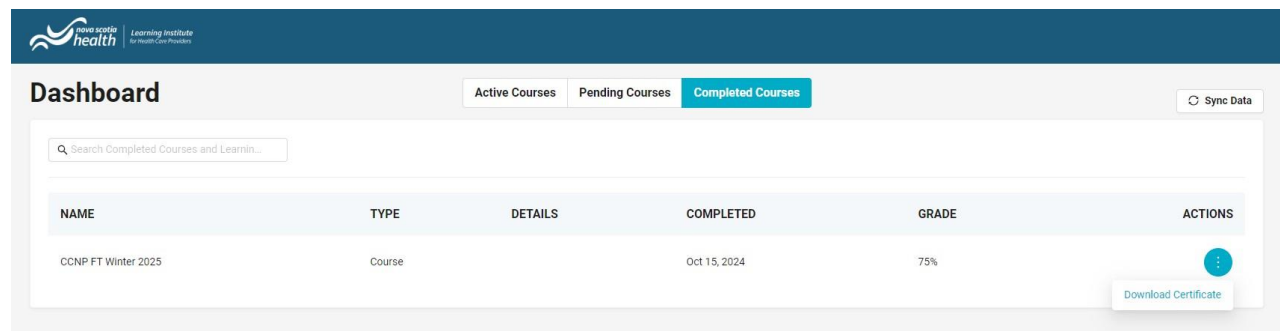 nova scotia
health
Learning Institute
for Health Care Providers
Dashboard
Active Courses Pending Courses Completed Courses
Sync Data
Search Completed Courses and Learnin...
NAME TYPE DETAILS COMPLETED GRADE ACTIONS
CCNP FT Winter 2025 Course Oct 15, 2024 75%
Download Certificate